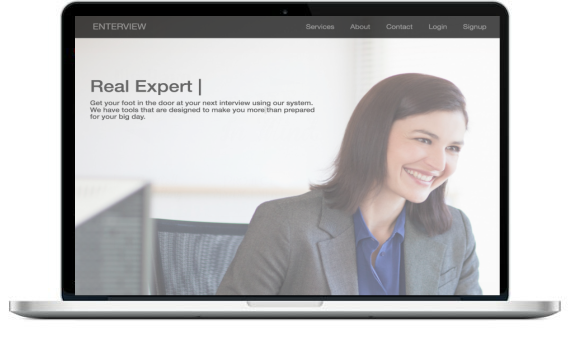 ENTERVIEW
Services About Contact Login Signup
Real Expert |
Get your foot in the door at your next interview using our system.
We have tools that are designed to make you more than prepared
for your big day.